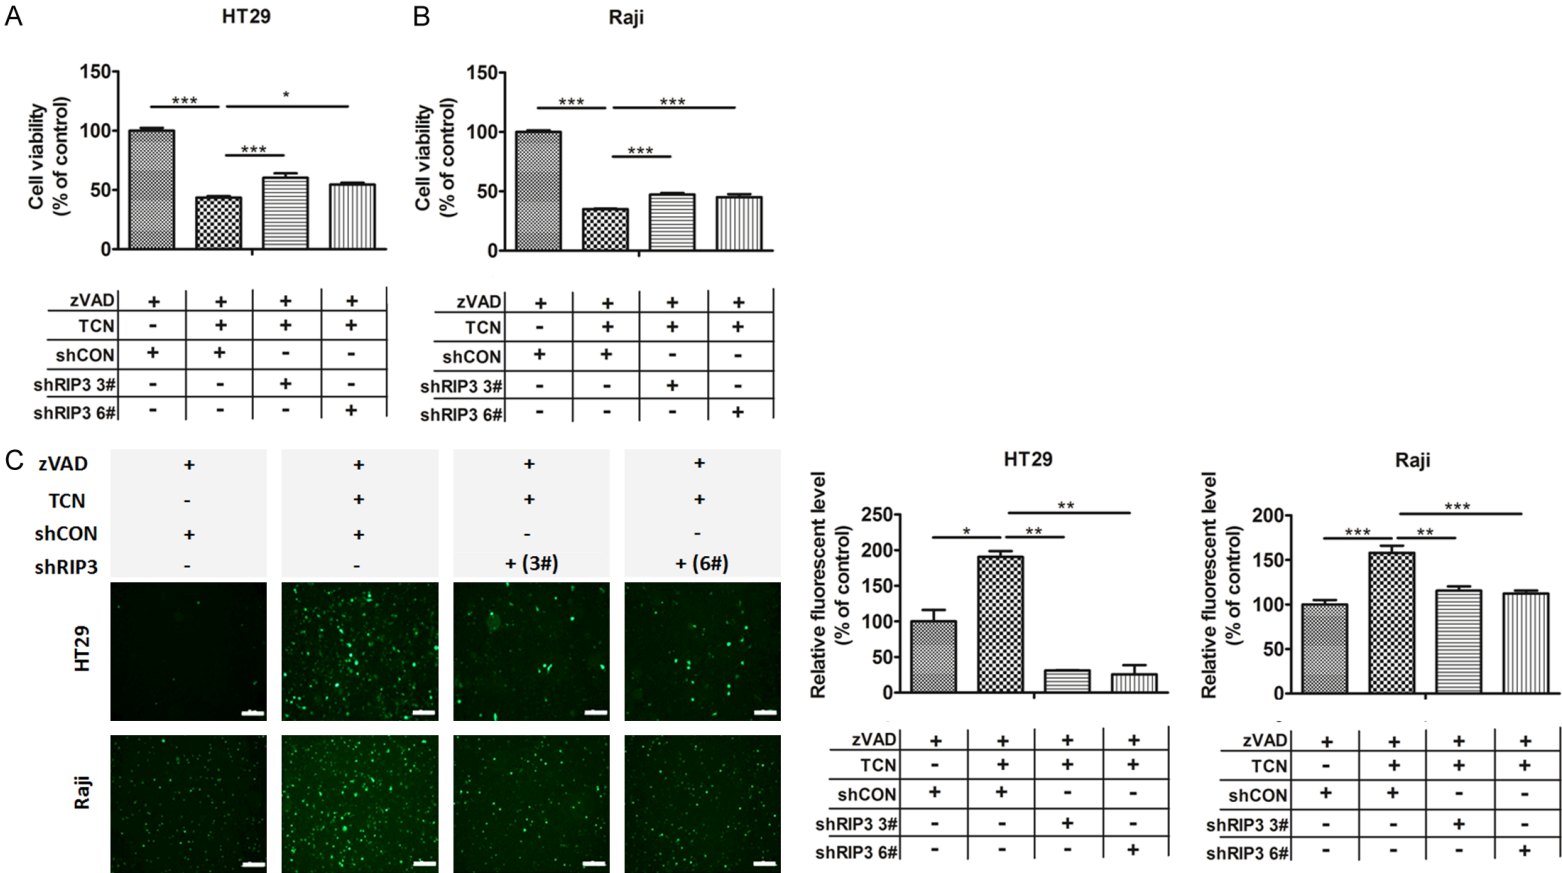 A
HT29
Cell viability
(% of control)
150
100
50
0
***
*
***
zVAD + + + +
TCN - + + +
shCON + + - -
shRIP3 3# - - + -
shRIP3 6# - - - +
B
Raji
Cell viability
(% of control)
150
100
50
0
***
***
***
zVAD + + + +
TCN - + + +
shCON + + - -
shRIP3 3# - - + -
shRIP3 6# - - - +
C
zVAD + + + +
TCN - + + +
shCON + + - -
shRIP3 - - + (3#) + (6#)
HT29
Raji
HT29
Relative fluorescent level
(% of control)
250
200
150
100
50
0
*
**
**
zVAD + + + +
TCN - + + +
shCON + + - -
shRIP3 3# - - + -
shRIP3 6# - - - +
Raji
Relative fluorescent level
(% of control)
200
150
100
50
0
***
**
***
zVAD + + + +
TCN - + + +
shCON + + - -
shRIP3 3# - - + -
shRIP3 6# - - - +